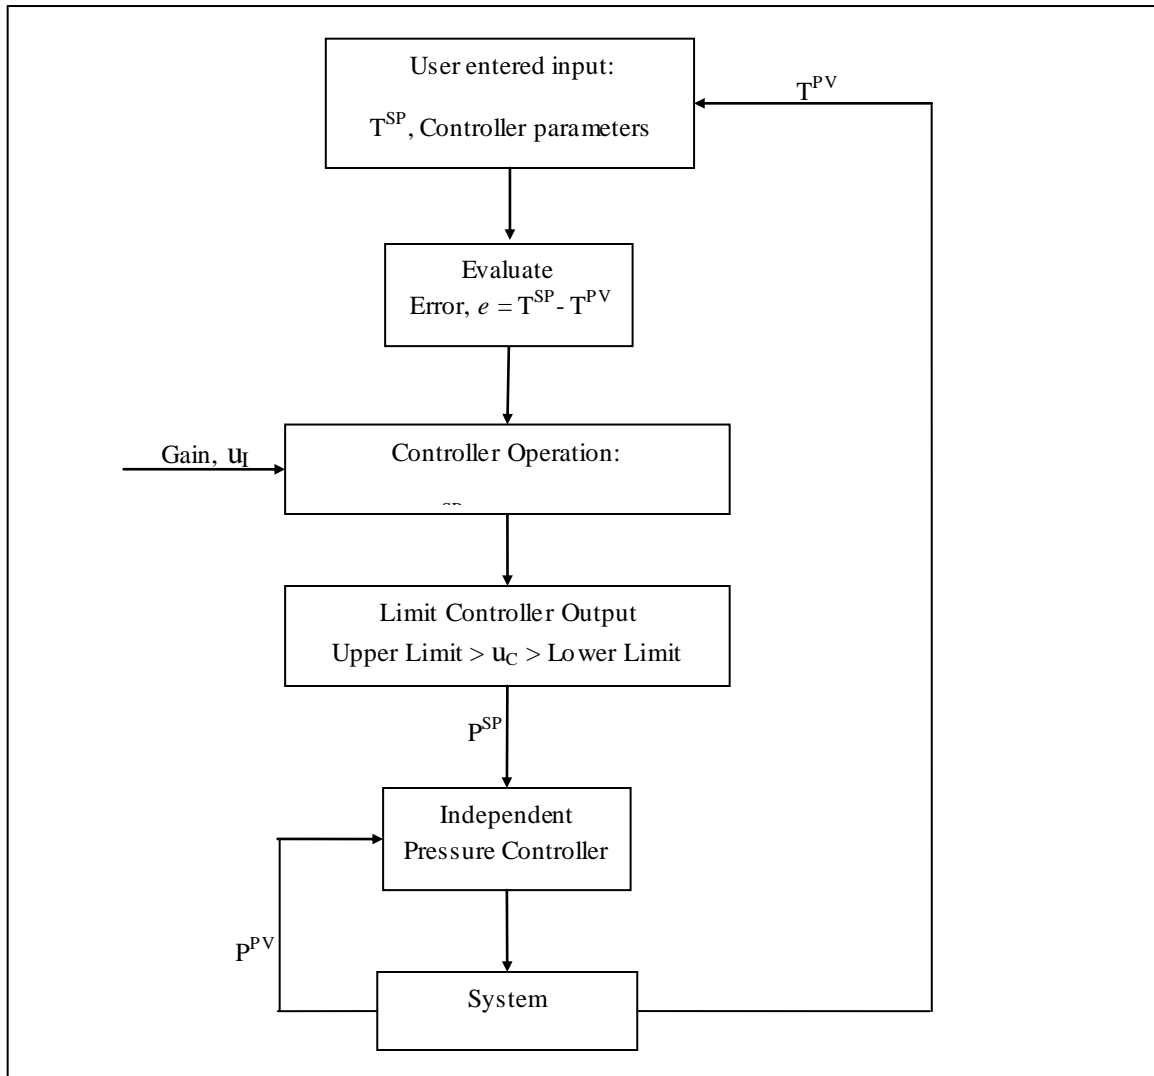 User entered input:
T^SP, Controller parameters
T^PV
Evaluate
Error, e = T^SP - T^PV
Gain, u_I
Controller Operation:
Limit Controller Output
Upper Limit > u_C > Lower Limit
P^SP
Independent
Pressure Controller
P^PV
System